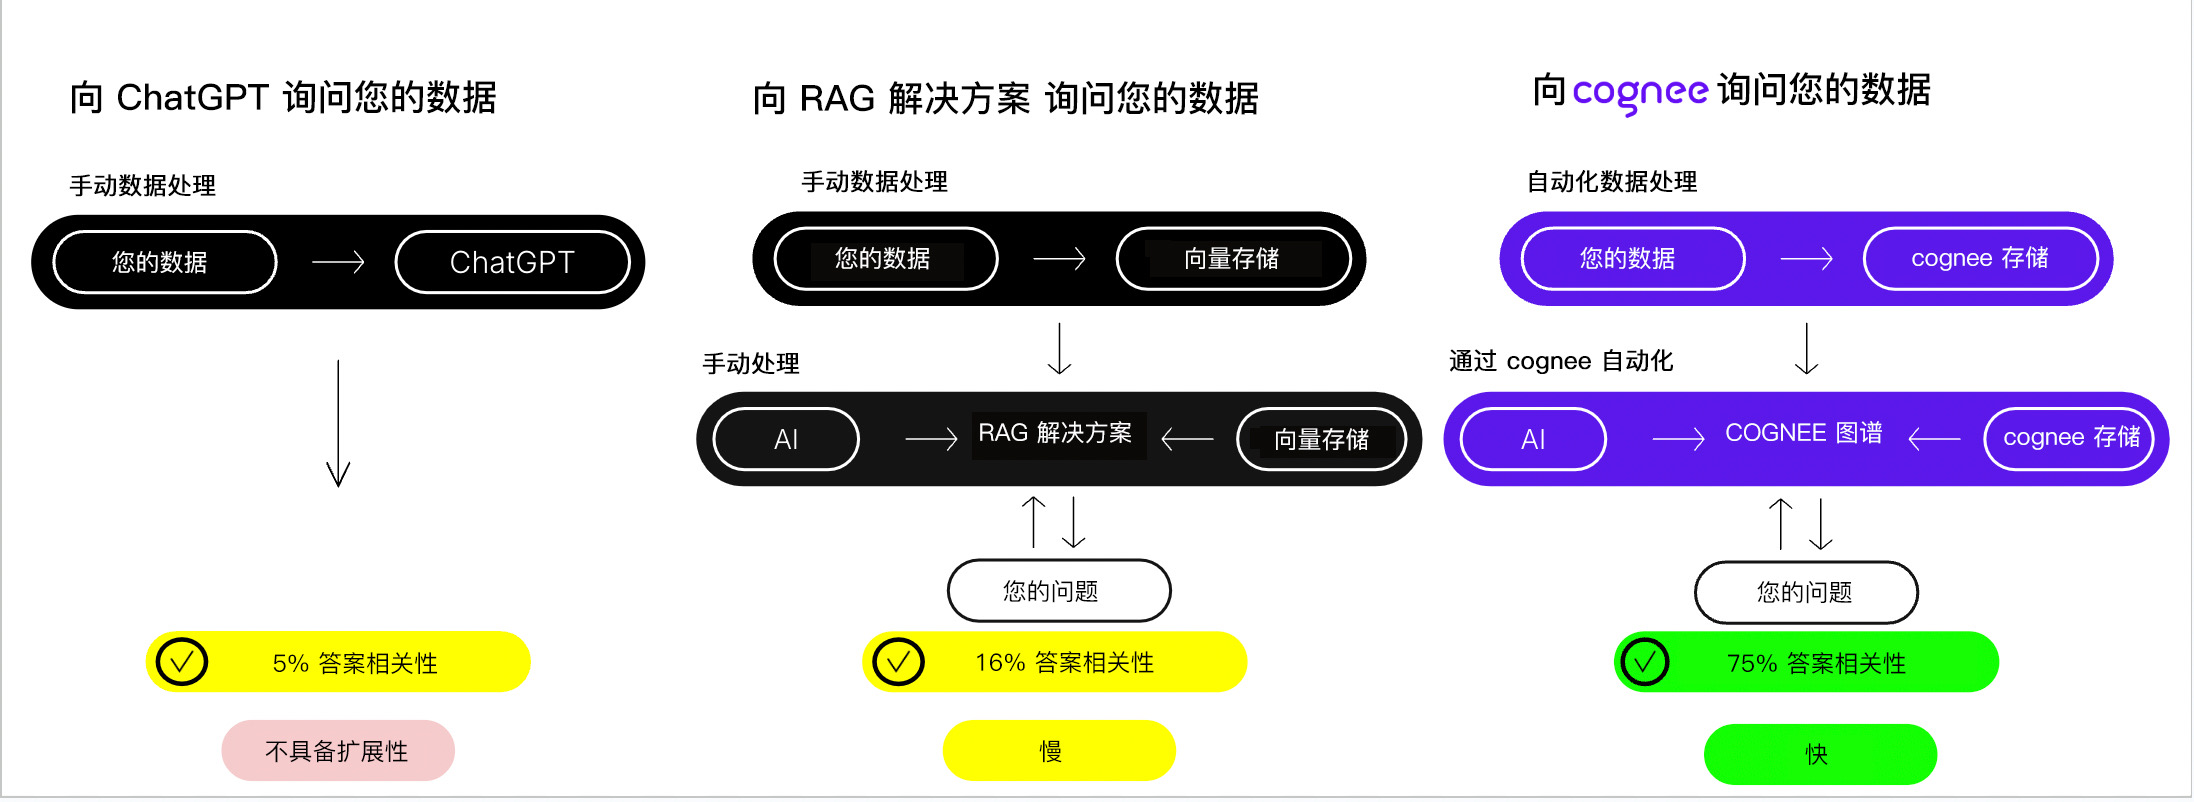 向 ChatGPT 询问您的数据
手动数据处理
您的数据
ChatGPT
5% 答案相关性
不具备扩展性
向 RAG 解决方案 询问您的数据
手动数据处理
您的数据
向量存储
手动处理
AI
RAG 解决方案
向量存储
您的问题
16% 答案相关性
慢
向 cognee 询问您的数据
自动化数据处理
您的数据
cognee 存储
通过 cognee 自动化
AI
COGNEE 图谱
cognee 存储
您的问题
75% 答案相关性
快